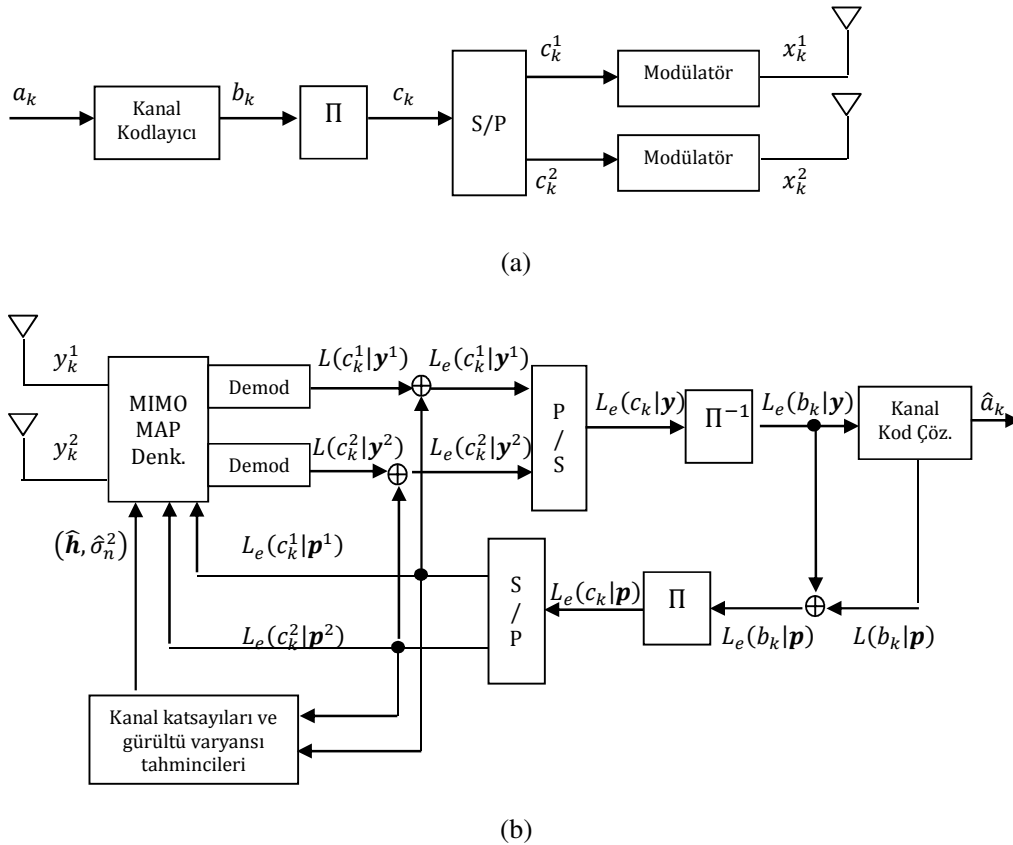 a_k
Kanal
Kodlayıcı
b_k
Π
c_k
S/P
c_k^1
Modülatör
x_k^1
c_k^2
Modülatör
x_k^2
(a)
y_k^1
y_k^2
MIMO
MAP
Denk.
Demod
Demod
L(c_k^1|𝒚^1)
L_e(c_k^1|𝒚^1)
L(c_k^2|𝒚^2)
L_e(c_k^2|𝒚^2)
P
/
S
L_e(c_k|𝒚)
Π^{-1}
L_e(b_k|𝒚)
Kanal
Kod Çöz.
â_k
(ĥ, σ̂_n^2)
L_e(c_k^1|𝒑^1)
L_e(c_k^2|𝒑^2)
S
/
P
L_e(c_k|𝒑)
Π
L_e(b_k|𝒑)
L(b_k|𝒑)
Kanal katsayıları ve
gürültü varyansı
tahmincileri
(b)